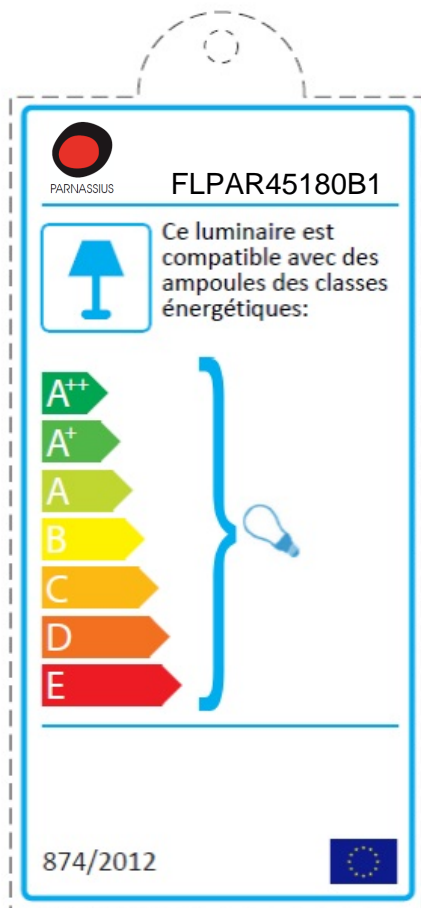 PARNASSIUS
FLPAR45180B1
Ce luminaire est
compatible avec des
ampoules des classes
énergétiques:
A++
A+
A
B
C
D
E
874/2012